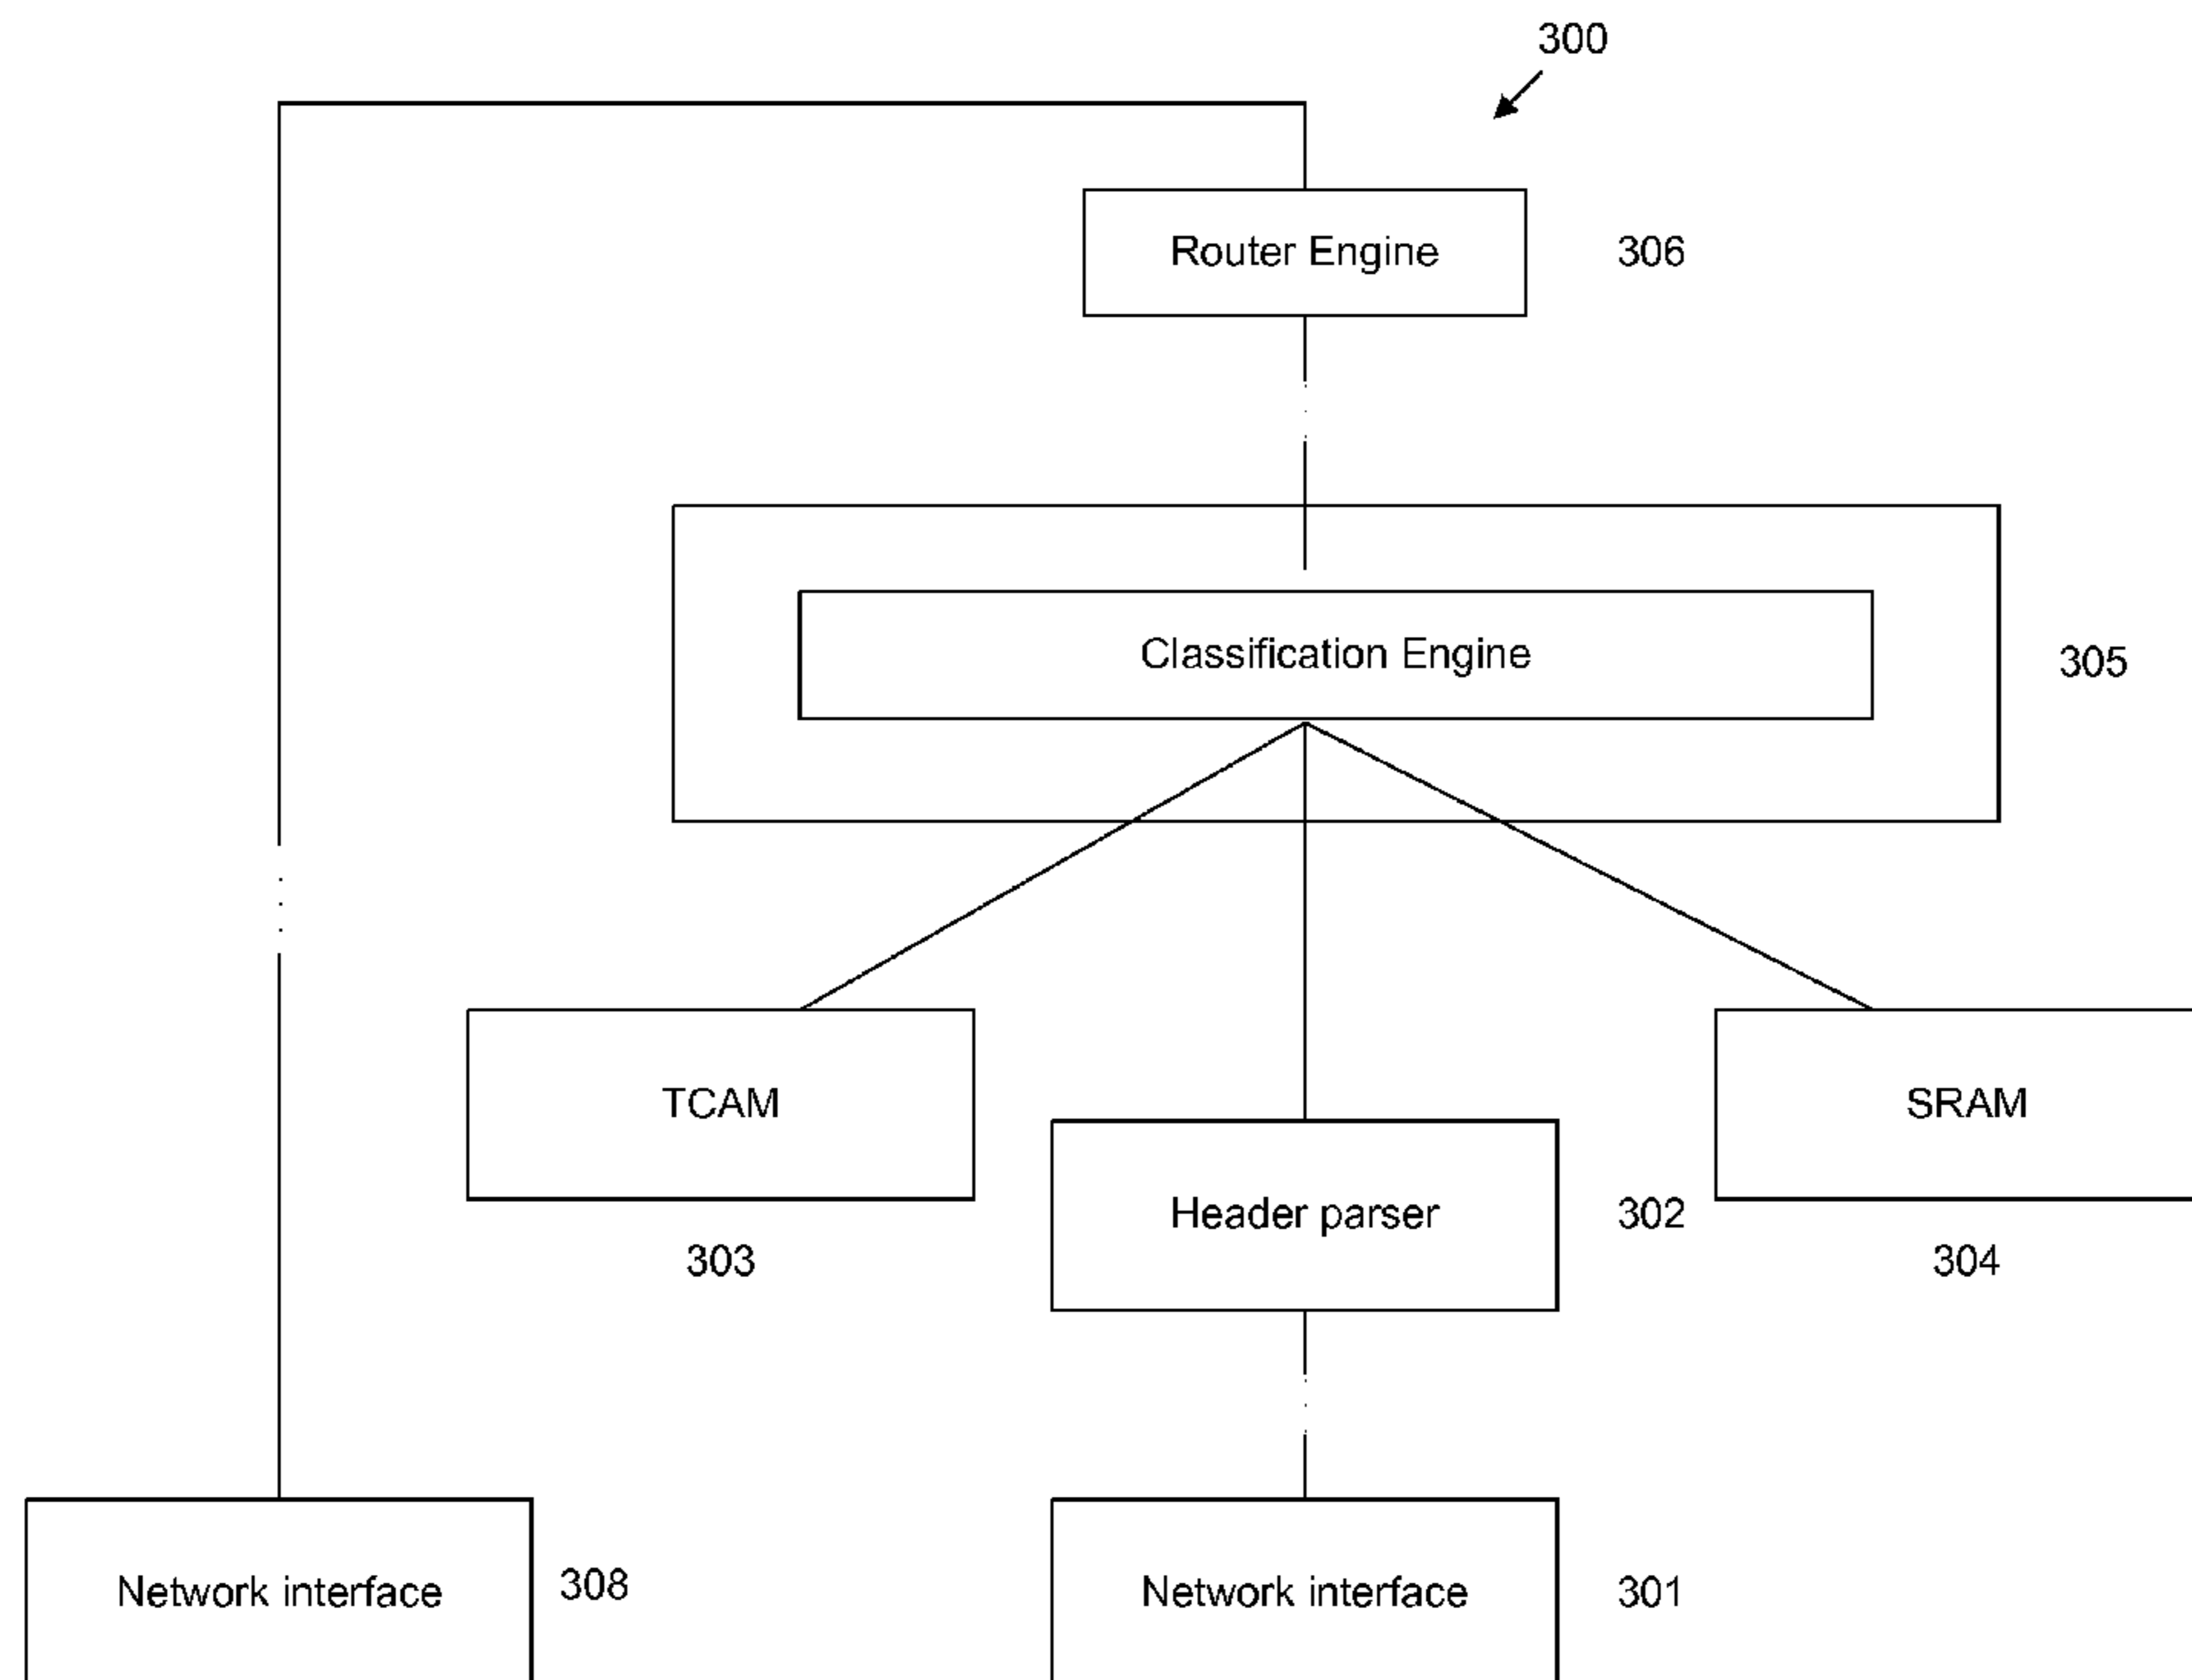 300
Router Engine
306
Classification Engine
305
TCAM
SRAM
Header parser
302
303
304
Network interface
308
Network interface
301